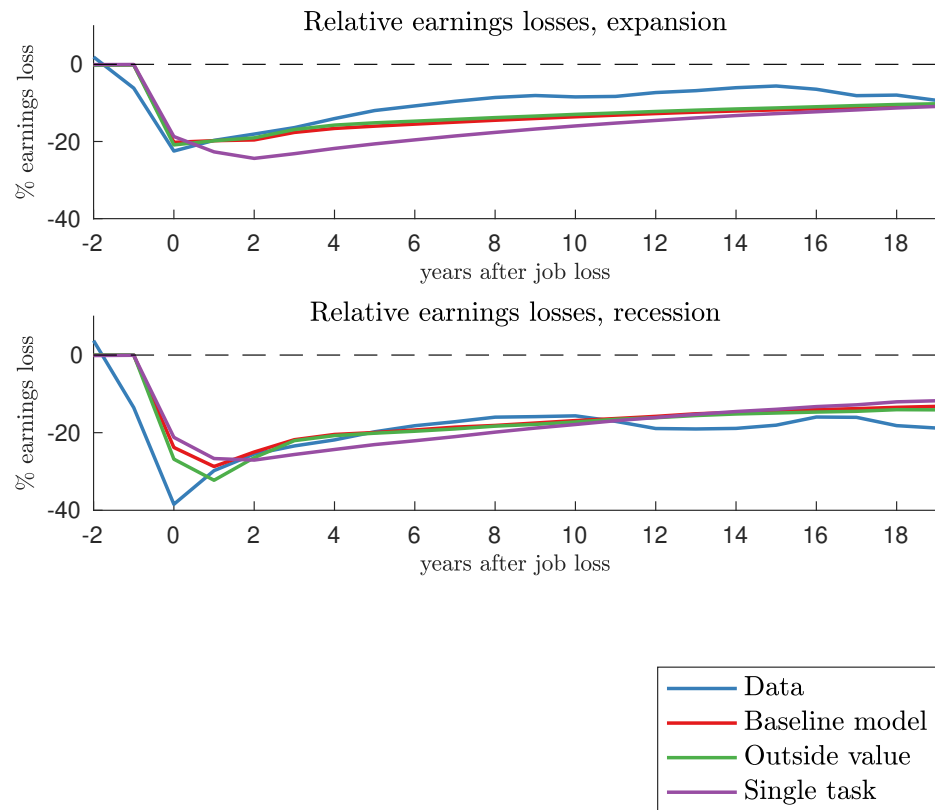 Relative earnings losses, expansion
% earnings loss
0
-20
-40
-2 0 2 4 6 8 10 12 14 16 18
years after job loss
Relative earnings losses, recession
% earnings loss
0
-20
-40
-2 0 2 4 6 8 10 12 14 16 18
years after job loss
Data
Baseline model
Outside value
Single task